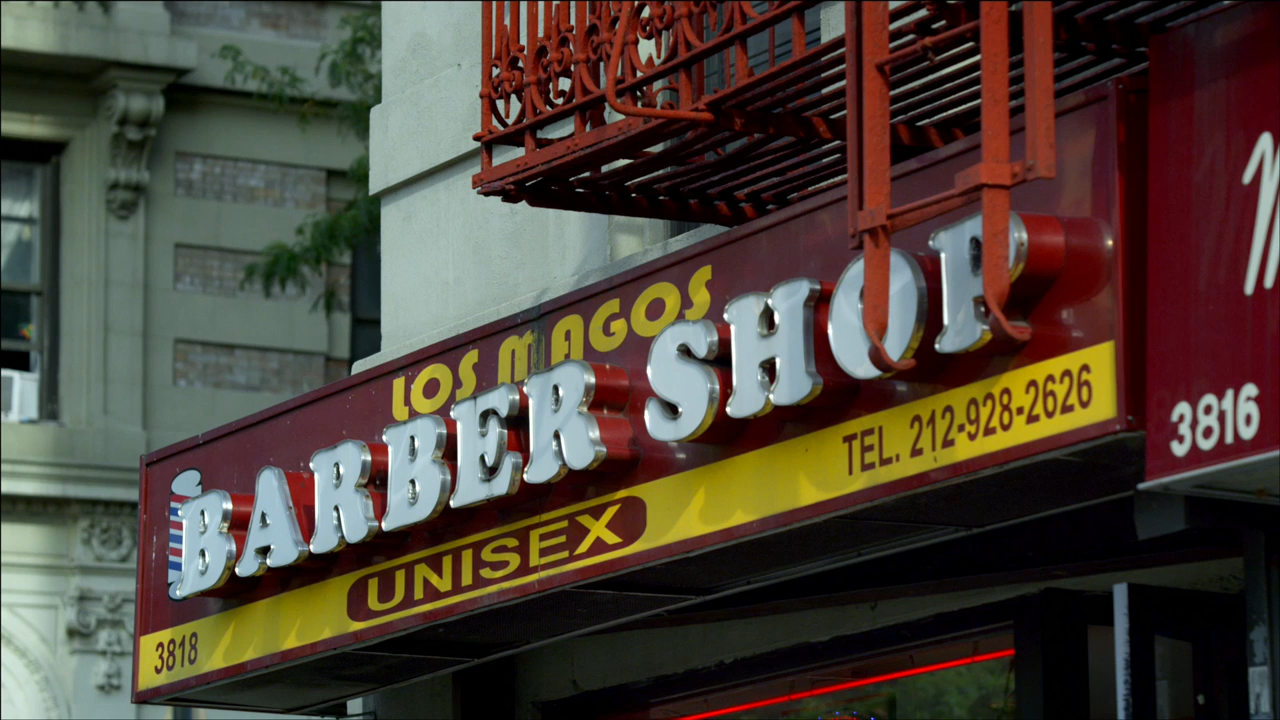 LOS MAGOS
BARBER SHOP
TEL. 212-928-2626
UNISEX
3818
3816